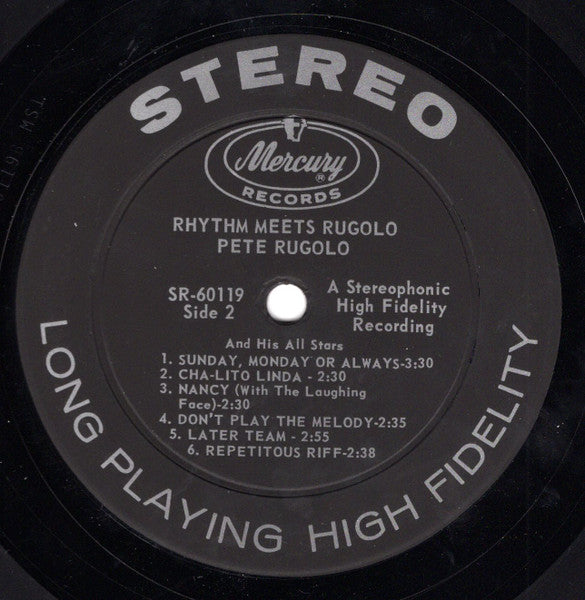 STEREO
Mercury
®
RECORDS
RHYTHM MEETS RUGOLO
PETE RUGOLO
SR-60119
Side 2
A Stereophonic
High Fidelity
Recording
And His All Stars
1. SUNDAY, MONDAY OR ALWAYS-3:30
2. CHA-LITO LINDA - 2:30
3. NANCY (With The Laughing
Face)-2:30
4. DON'T PLAY THE MELODY-2:35
5. LATER TEAM - 2:55
6. REPETITOUS RIFF-2:38
LONG PLAYING HIGH FIDELITY